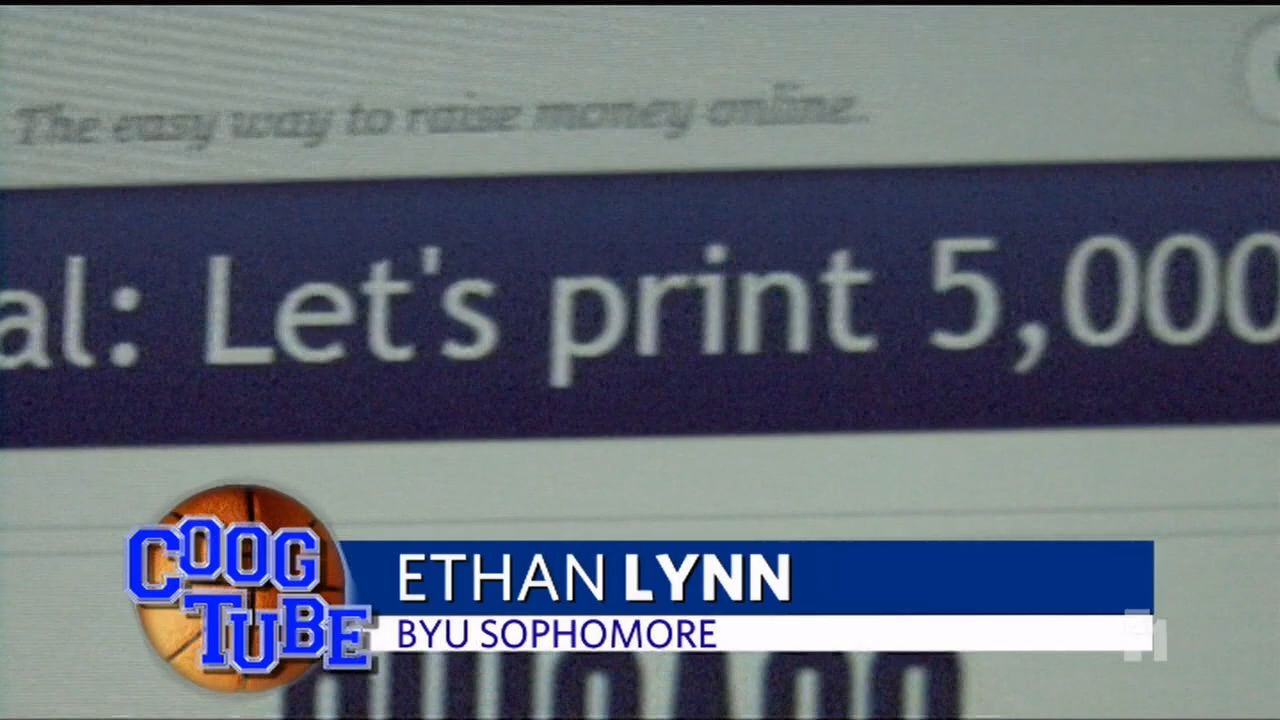 The easy way to raise money online.
al: Let's print 5,000
COOG
TUBE
ETHAN LYNN
BYU SOPHOMORE